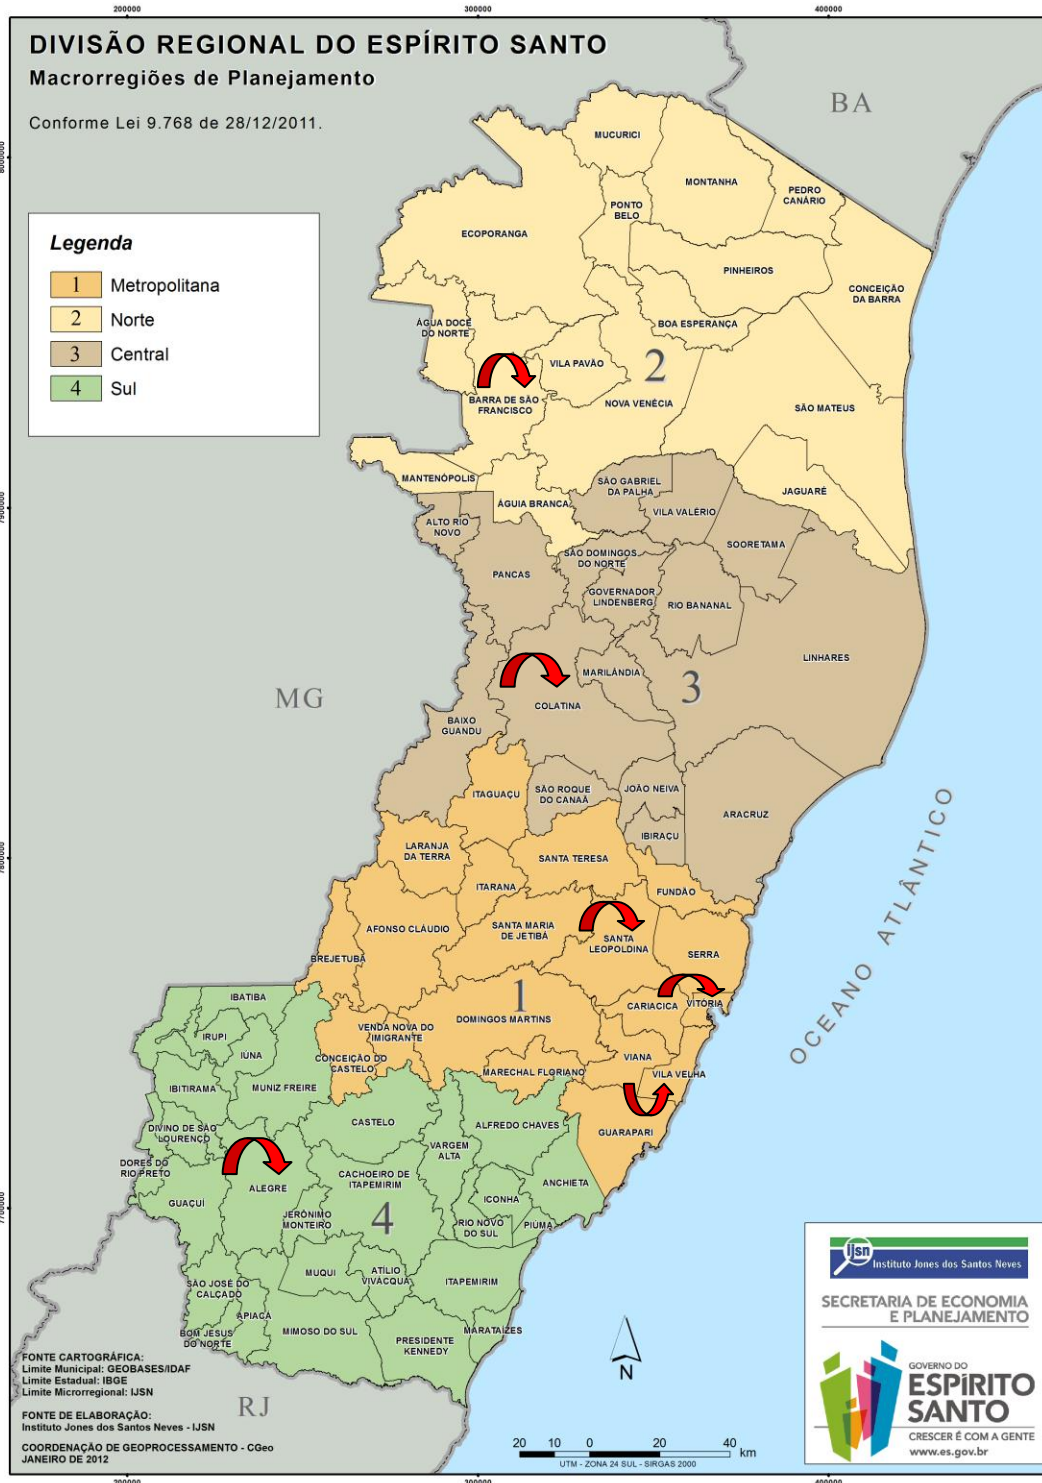 200000
300000
400000
DIVISÃO REGIONAL DO ESPÍRITO SANTO
Macrorregiões de Planejamento
Conforme Lei 9.768 de 28/12/2011.
8000000
7900000
7800000
7700000
Legenda
1 Metropolitana
2 Norte
3 Central
4 Sul
BA
MG
RJ
OCEANO ATLÂNTICO
MUCURICI
MONTANHA
PEDRO
CANÁRIO
PONTO
BELO
ECOPORANGA
PINHEIROS
CONCEIÇÃO
DA BARRA
ÁGUA DOCE
DO NORTE
BOA ESPERANÇA
VILA PAVÃO
2
BARRA DE SÃO
FRANCISCO
NOVA VENÉCIA
SÃO MATEUS
MANTENÓPOLIS
ÁGUIA BRANCA
SÃO GABRIEL
DA PALHA
JAGUARÉ
VILA VALÉRIO
ALTO RIO
NOVO
SOORETAMA
SÃO DOMINGOS
DO NORTE
PANCAS
GOVERNADOR
LINDENBERG
RIO BANANAL
LINHARES
MARILÂNDIA
3
COLATINA
BAIXO
GUANDU
ITAGUAÇU
SÃO ROQUE
DO CANAÃ
JOÃO NEIVA
ARACRUZ
IBIRAÇU
LARANJA
DA TERRA
SANTA TERESA
ITARANA
FUNDÃO
AFONSO CLÁUDIO
SANTA MARIA
DE JETIBÁ
SANTA
LEOPOLDINA
SERRA
BREJETUBA
1
CARIACICA
VITÓRIA
DOMINGOS MARTINS
VENDA NOVA DO
IMIGRANTE
CONCEIÇÃO DO
CASTELO
VIANA
MARECHAL FLORIANO
VILA VELHA
GUARAPARI
IBATIBA
IRUPI
IÚNA
IBITIRAMA
MUNIZ FREIRE
CASTELO
DIVINO DE SÃO
LOURENÇO
ALFREDO CHAVES
VARGEM
ALTA
DORES DO
RIO PRETO
CACHOEIRO DE
ITAPEMIRIM
ANCHIETA
ALEGRE
GUAÇUÍ
ICONHA
JERÔNIMO
MONTEIRO
4
RIO NOVO
DO SUL
PIÚMA
MUQUI
ATÍLIO
VIVÁCQUA
ITAPEMIRIM
SÃO JOSÉ DO
CALÇADO
APIACÁ
BOM JESUS
DO NORTE
MIMOSO DO SUL
MARATAÍZES
PRESIDENTE
KENNEDY
N
20 10 0 20 40 km
UTM - ZONA 24 SUL - SIRGAS 2000
FONTE CARTOGRÁFICA:
Limite Municipal: GEOBASES/IDAF
Limite Estadual: IBGE
Limite Microrregional: IJSN
FONTE DE ELABORAÇÃO:
Instituto Jones dos Santos Neves - IJSN
COORDENAÇÃO DE GEOPROCESSAMENTO - CGeo
JANEIRO DE 2012
ijsn
Instituto Jones dos Santos Neves
SECRETARIA DE ECONOMIA
E PLANEJAMENTO
GOVERNO DO
ESPÍRITO
SANTO
CRESCER É COM A GENTE
www.es.gov.br
200000
300000
400000